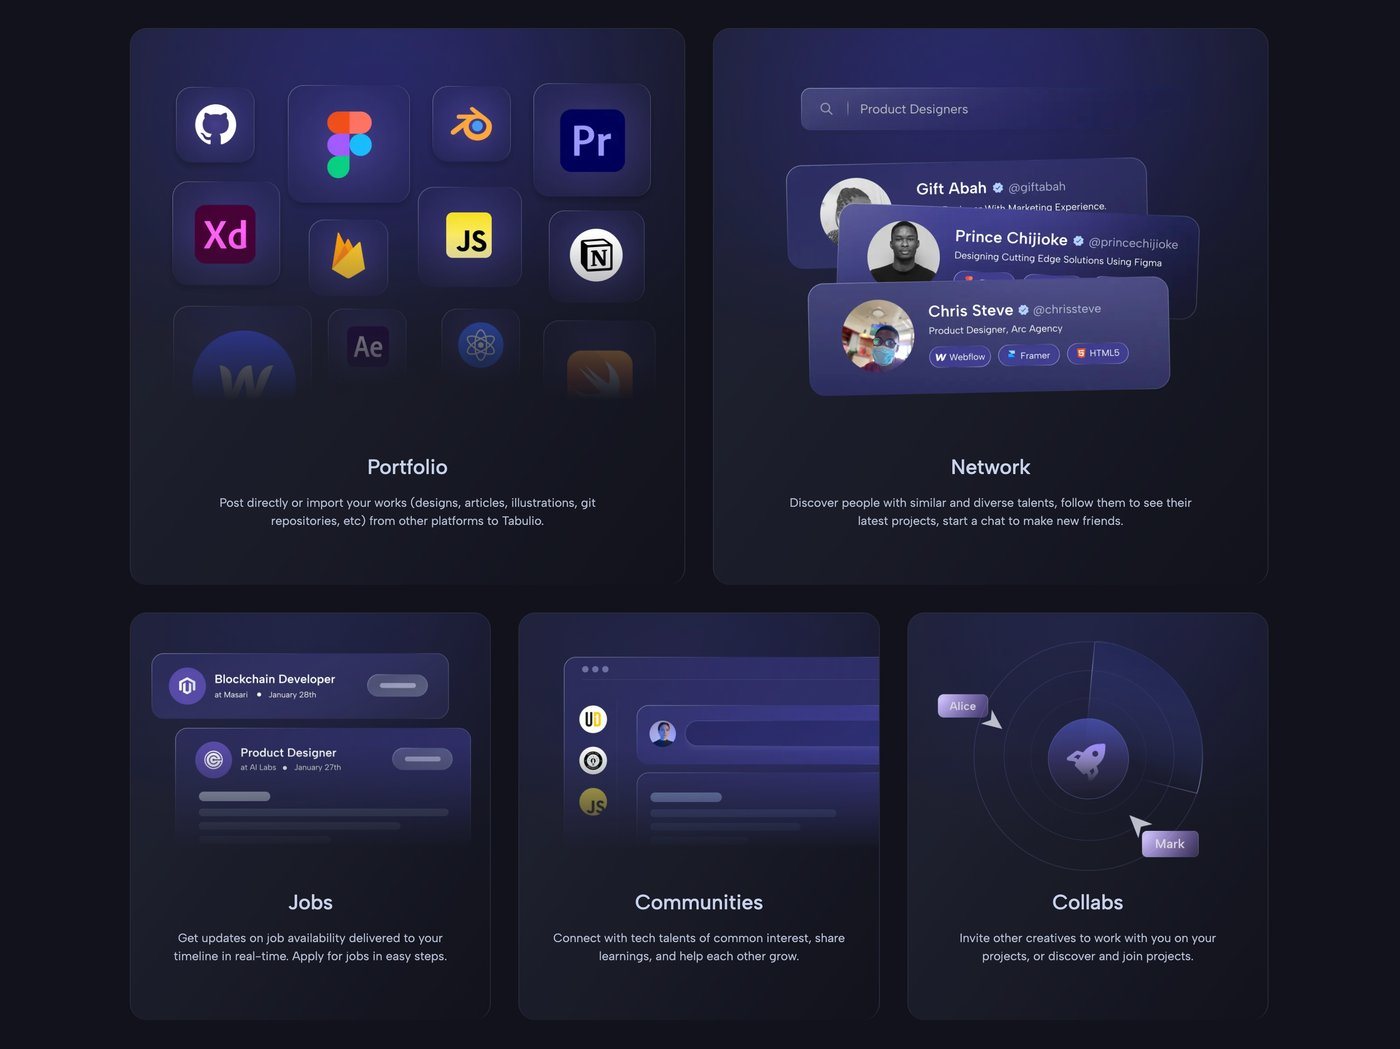 Pr
Xd
JS
N
Ae
W
Portfolio
Post directly or import your works (designs, articles, illustrations, git
repositories, etc) from other platforms to Tabulio.
Product Designers
Gift Abah @giftabah
With Marketing Experience.
Prince Chijioke @princechijioke
Designing Cutting Edge Solutions Using Figma
Chris Steve @chrissteve
Product Designer, Arc Agency
Webflow Framer HTML5
Network
Discover people with similar and diverse talents, follow them to see their
latest projects, start a chat to make new friends.
Blockchain Developer
at Masari • January 28th
Product Designer
at AI Labs • January 27th
Jobs
Get updates on job availability delivered to your
timeline in real-time. Apply for jobs in easy steps.
UD
JS
Communities
Connect with tech talents of common interest, share
learnings, and help each other grow.
Alice
Mark
Collabs
Invite other creatives to work with you on your
projects, or discover and join projects.